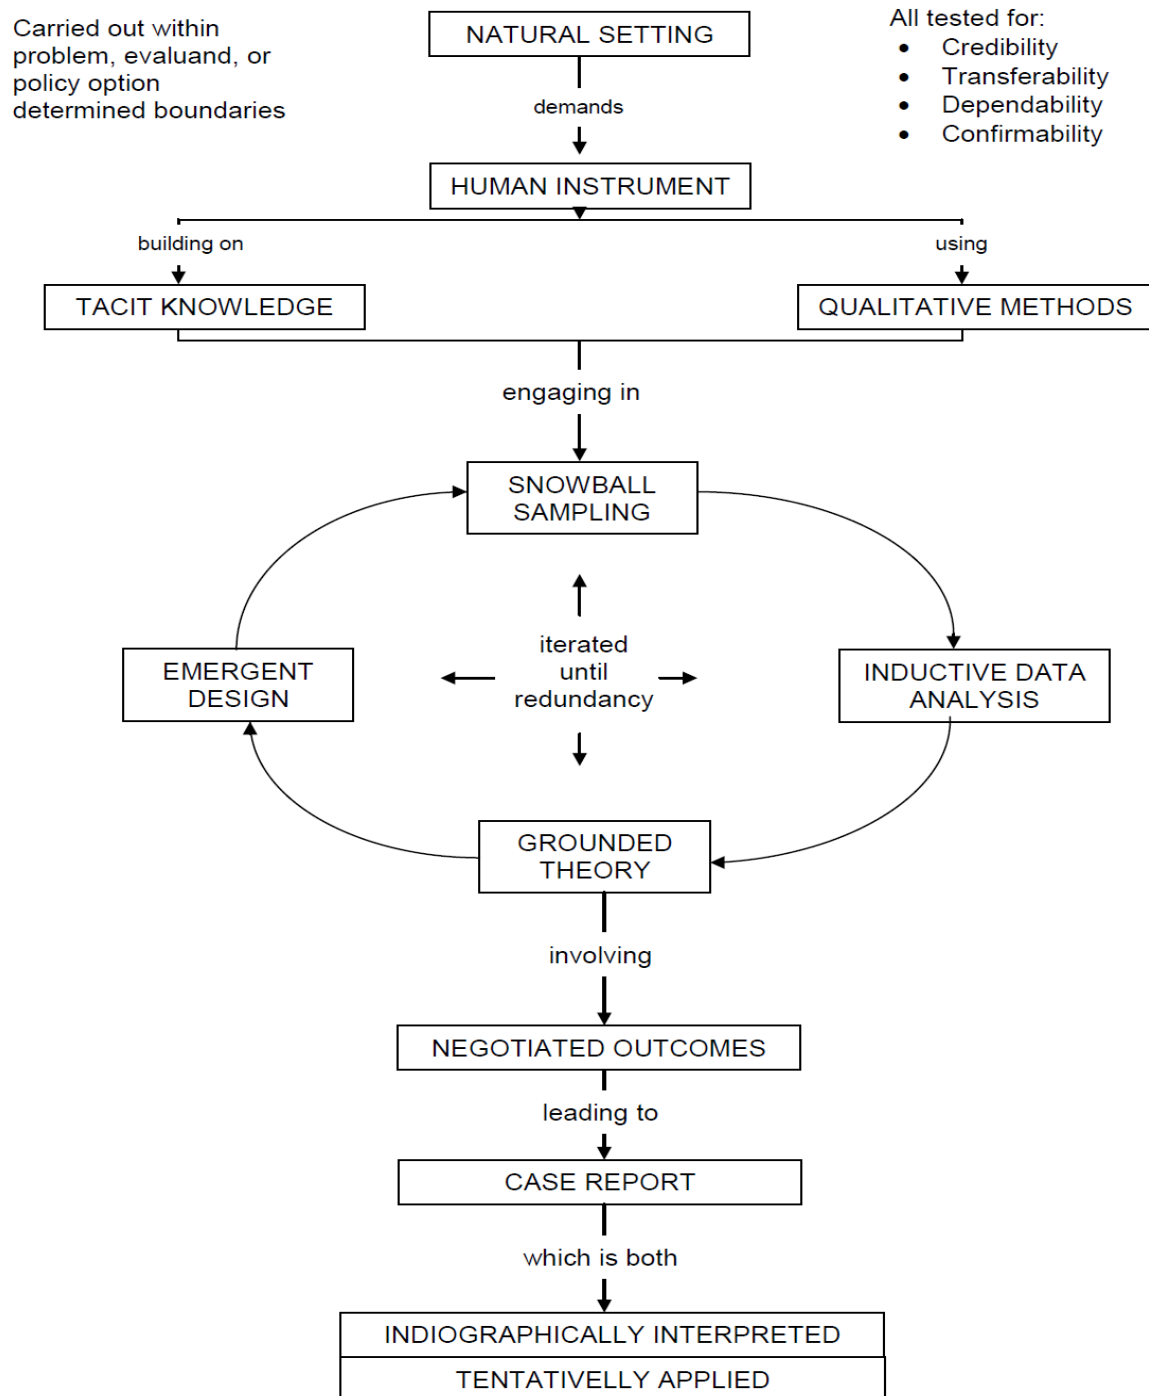 Carried out within
problem, evaluand, or
policy option
determined boundaries
NATURAL SETTING
All tested for:
• Credibility
• Transferability
• Dependability
• Confirmability
demands
HUMAN INSTRUMENT
building on
using
TACIT KNOWLEDGE
QUALITATIVE METHODS
engaging in
SNOWBALL
SAMPLING
EMERGENT
DESIGN
iterated
until
redundancy
INDUCTIVE DATA
ANALYSIS
GROUNDED
THEORY
involving
NEGOTIATED OUTCOMES
leading to
CASE REPORT
which is both
INDIOGRAPHICALLY INTERPRETED
TENTATIVELLY APPLIED